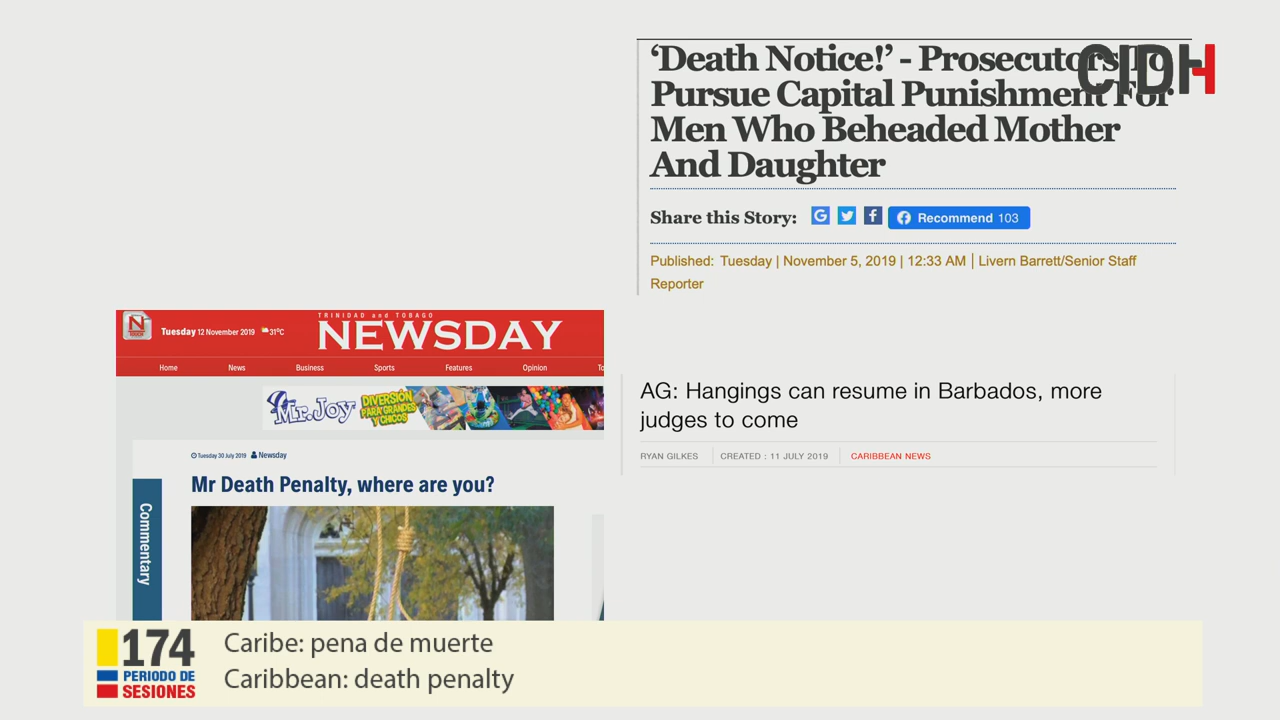 ‘Death Notice!’ - Prosecutors To
Pursue Capital Punishment For
Men Who Beheaded Mother
And Daughter
CIDH
Share this Story:
Recommend 103
Published: Tuesday | November 5, 2019 | 12:33 AM | Livern Barrett/Senior Staff
Reporter
TRINIDAD and TOBAGO
Tuesday 12 November 2019 31°C
NEWSDAY
Home News Business Sports Features Opinion To
Mr. Joy DIVERSIÓN
PARA GRANDES
Y CHICOS
AG: Hangings can resume in Barbados, more
judges to come
RYAN GILKES CREATED : 11 JULY 2019 CARIBBEAN NEWS
Tuesday 30 July 2019 Newsday
Mr Death Penalty, where are you?
Commentary
174
PERIODO DE
SESIONES
Caribe: pena de muerte
Caribbean: death penalty